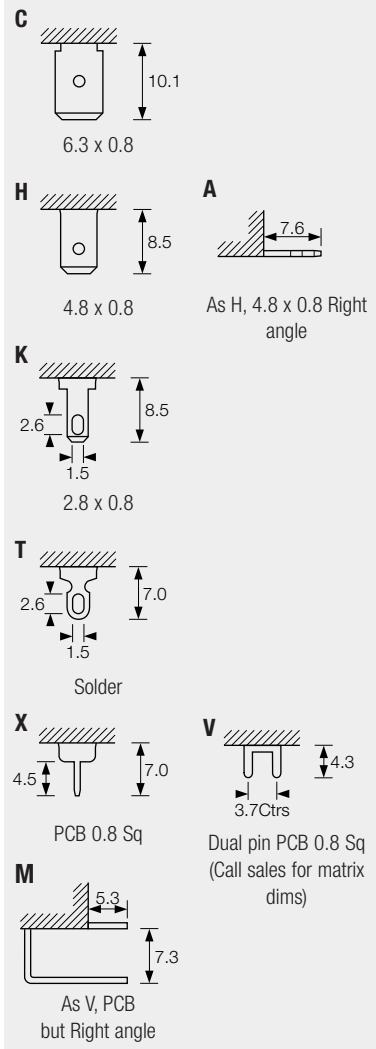 C
10.1
6.3 x 0.8
H
8.5
4.8 x 0.8
A
7.6
As H, 4.8 x 0.8 Right
angle
K
8.5
2.6
1.5
2.8 x 0.8
T
7.0
2.6
1.5
Solder
X
7.0
4.5
PCB 0.8 Sq
V
4.3
3.7Ctrs
Dual pin PCB 0.8 Sq
(Call sales for matrix
dims)
M
5.3
7.3
As V, PCB
but Right angle